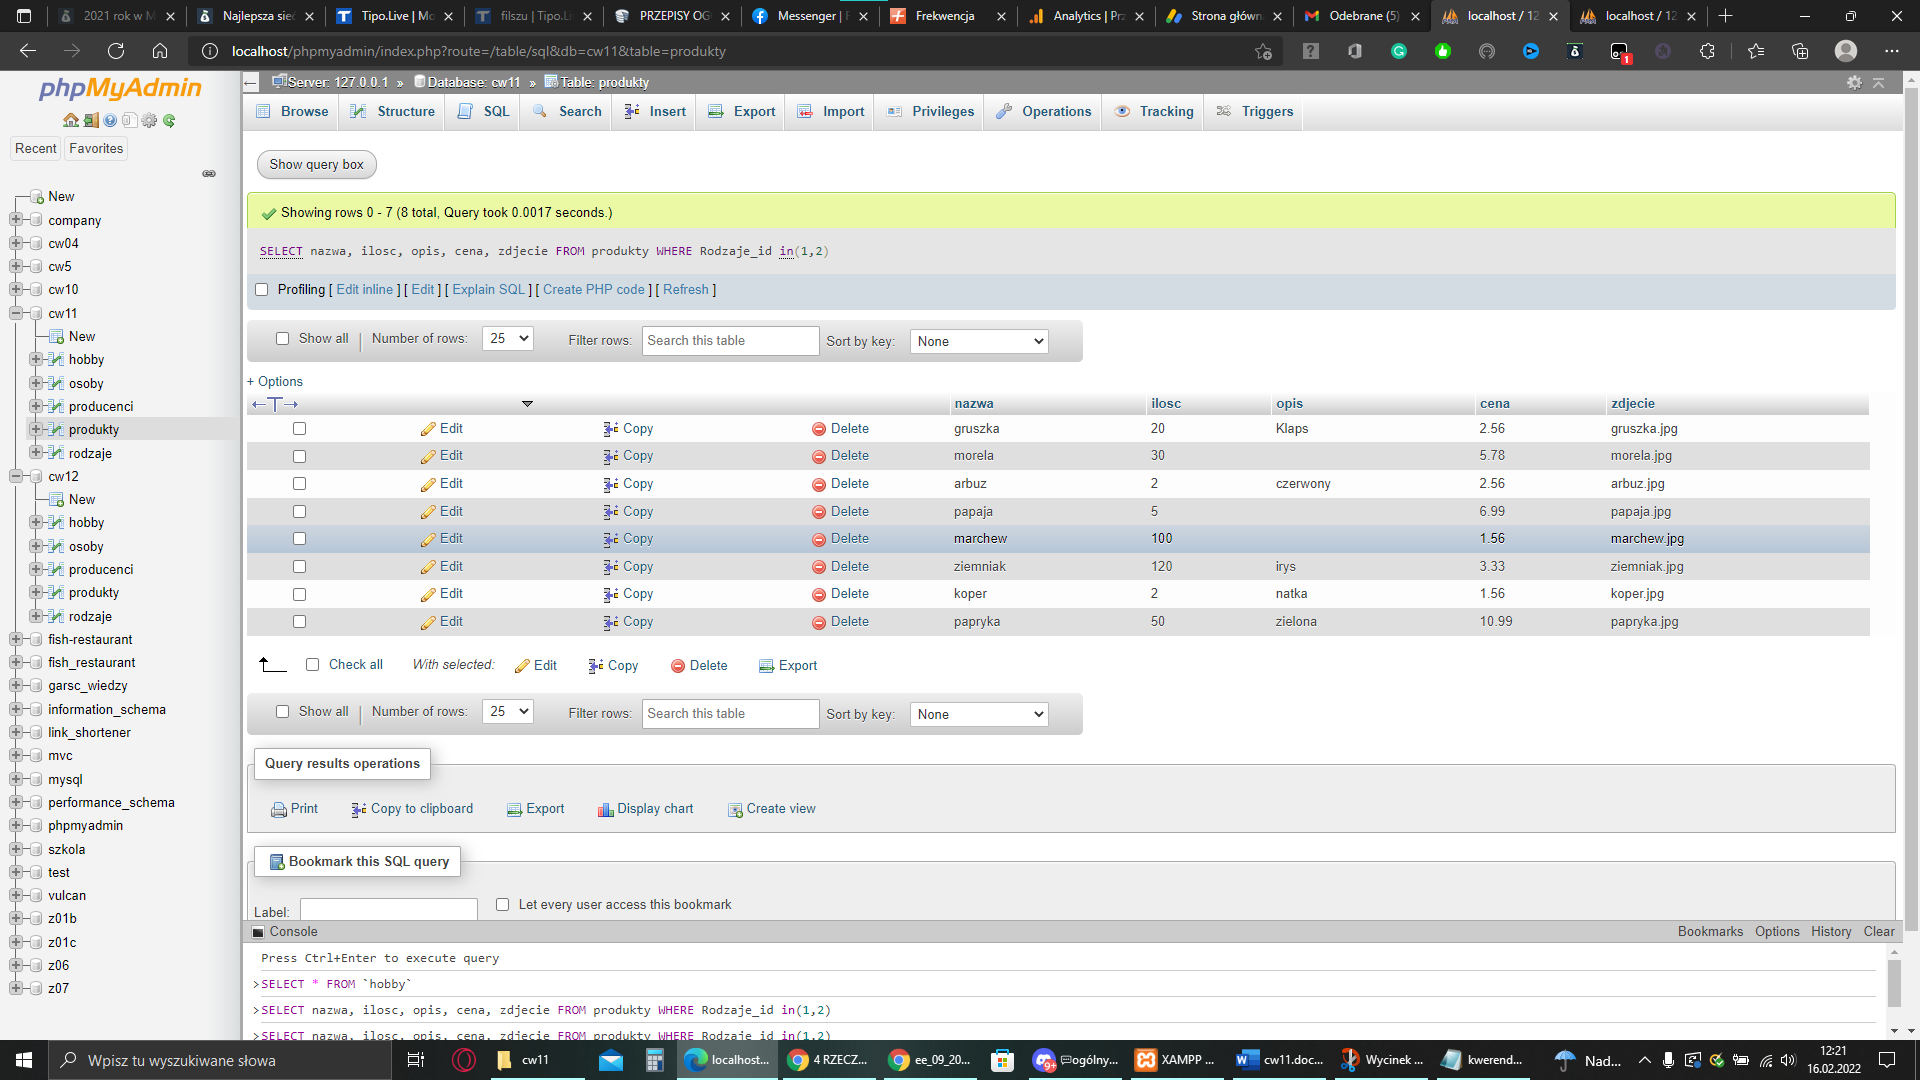 2021 rok w M
Najlepsza sieć
Tipo.Live | Mo
filszu | Tipo.Li
PRZEPISY OG
Messenger | F
Frekwencja
Analytics | Prz
Strona główn
Odebrane (5)
localhost / 12
localhost / 12
localhost/phpmyadmin/index.php?route=/table/sql&db=cw11&table=produkty
phpMyAdmin
Recent Favorites
New
company
cw04
cw5
cw10
cw11
New
hobby
osoby
producenci
produkty
rodzaje
cw12
New
hobby
osoby
producenci
produkty
rodzaje
fish-restaurant
fish_restaurant
garsc_wiedzy
information_schema
link_shortener
mvc
mysql
performance_schema
phpmyadmin
szkola
test
vulcan
z01b
z01c
z06
z07
Server: 127.0.0.1 » Database: cw11 » Table: produkty
Browse Structure SQL Search Insert Export Import Privileges Operations Tracking Triggers
Show query box
Showing rows 0 - 7 (8 total, Query took 0.0017 seconds.)
SELECT nazwa, ilosc, opis, cena, zdjecie FROM produkty WHERE Rodzaje_id in(1,2)
Profiling [ Edit inline ] [ Edit ] [ Explain SQL ] [ Create PHP code ] [ Refresh ]
Show all | Number of rows: 25 Filter rows: Search this table Sort by key: None
+ Options
←T→ nazwa ilosc opis cena zdjecie
Edit Copy Delete gruszka 20 Klaps 2.56 gruszka.jpg
Edit Copy Delete morela 30 5.78 morela.jpg
Edit Copy Delete arbuz 2 czerwony 2.56 arbuz.jpg
Edit Copy Delete papaja 5 6.99 papaja.jpg
Edit Copy Delete marchew 100 1.56 marchew.jpg
Edit Copy Delete ziemniak 120 irys 3.33 ziemniak.jpg
Edit Copy Delete koper 2 natka 1.56 koper.jpg
Edit Copy Delete papryka 50 zielona 10.99 papryka.jpg
Check all With selected: Edit Copy Delete Export
Show all | Number of rows: 25 Filter rows: Search this table Sort by key: None
Query results operations
Print Copy to clipboard Export Display chart Create view
Bookmark this SQL query
Label: Let every user access this bookmark
Console Bookmarks Options History Clear
Press Ctrl+Enter to execute query
>SELECT * FROM `hobby`
>SELECT nazwa, ilosc, opis, cena, zdjecie FROM produkty WHERE Rodzaje_id in(1,2)
>SELECT nazwa, ilosc, opis, cena, zdjecie FROM produkty WHERE Rodzaje_id in(1,2)
Wpisz tu wyszukiwane słowa
cw11
localhost...
4 RZECZ...
ee_09_20...
ogólny...
XAMPP ...
cw11.doc...
Wycinek ...
kwerend...
Nad...
12:21
16.02.2022